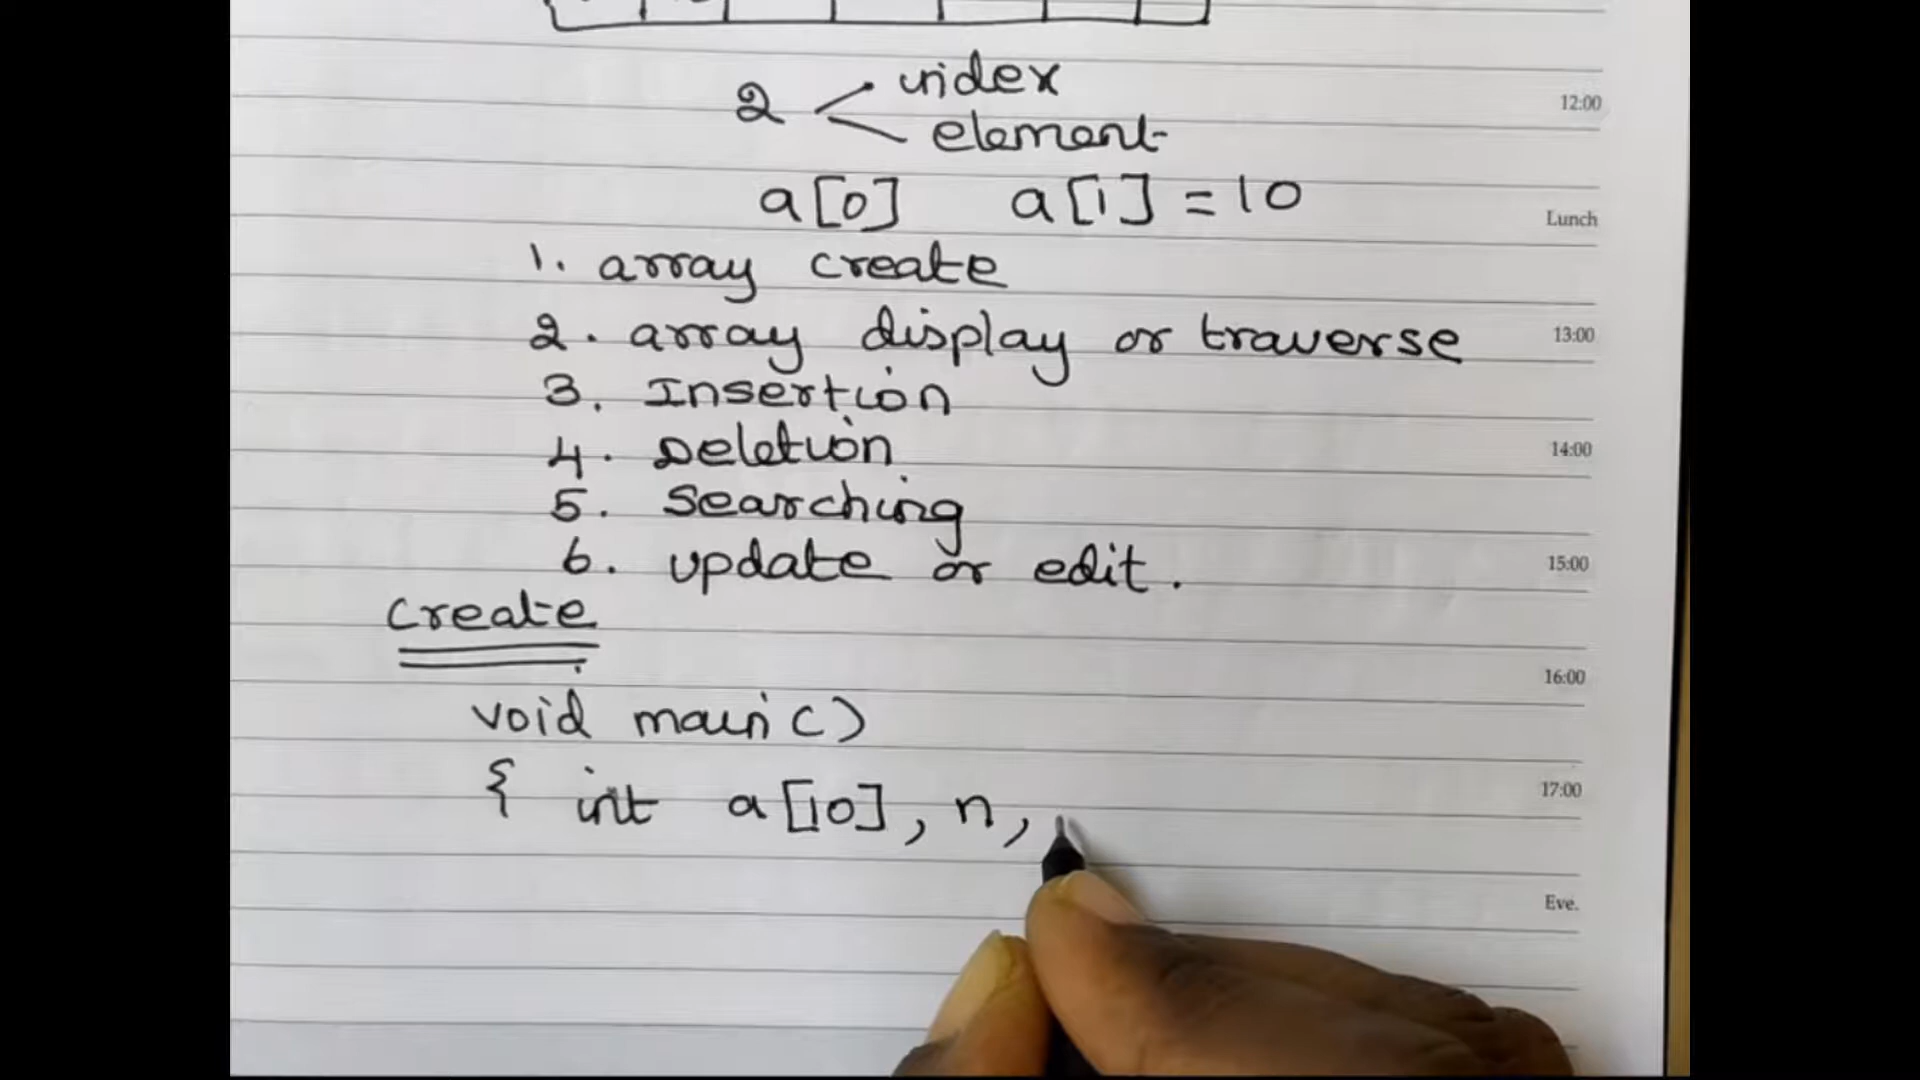 2 < index
element
12:00
a[0] a[1] = 10
Lunch
1. array create
2. array display or traverse
13:00
3. Insertion
4. Deletion
14:00
5. Searching
6. update or edit.
15:00
create
16:00
void main()
{ int a[10], n,
17:00
Eve.